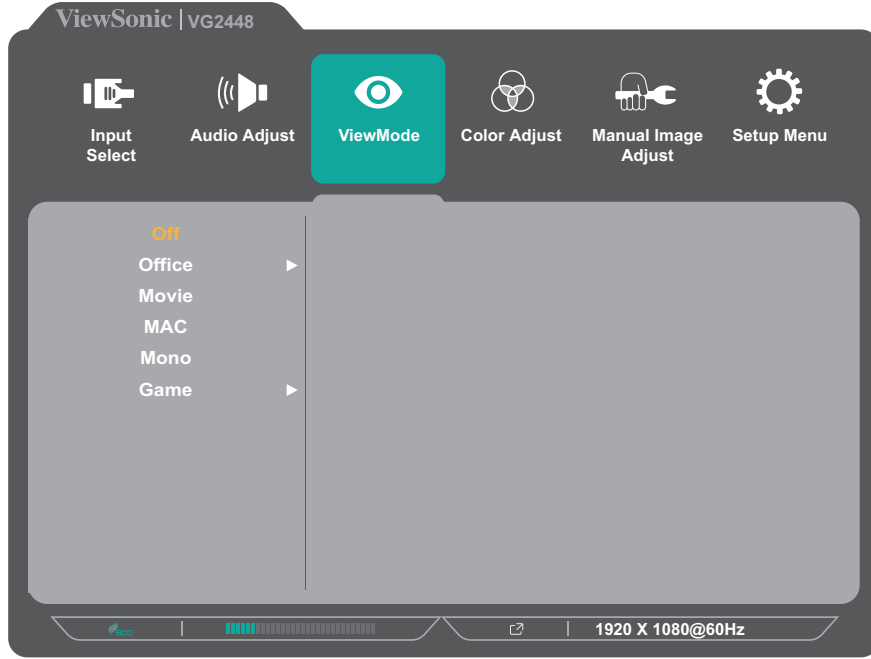 ViewSonic | VG2448
Input Select
Audio Adjust
ViewMode
Color Adjust
Manual Image Adjust
Setup Menu
Off
Office
Movie
MAC
Mono
Game
eco
1920 X 1080@60Hz